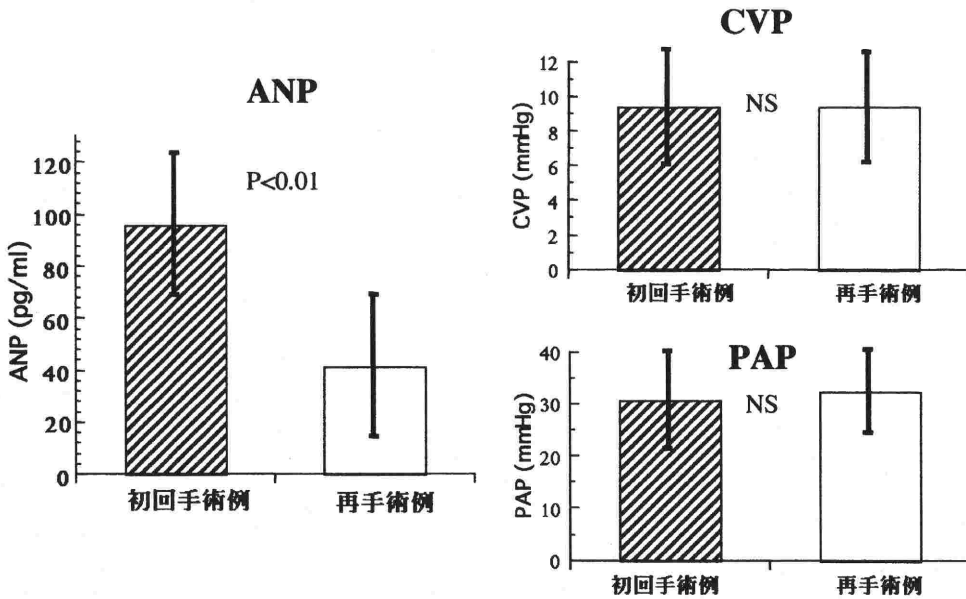 ANP
P<0.01
ANP (pg/ml)
120
100
80
60
40
20
0
初回手術例
再手術例
CVP
NS
CVP (mmHg)
12
10
8
6
4
2
0
初回手術例
再手術例
PAP
NS
PAP (mmHg)
40
30
20
10
0
初回手術例
再手術例